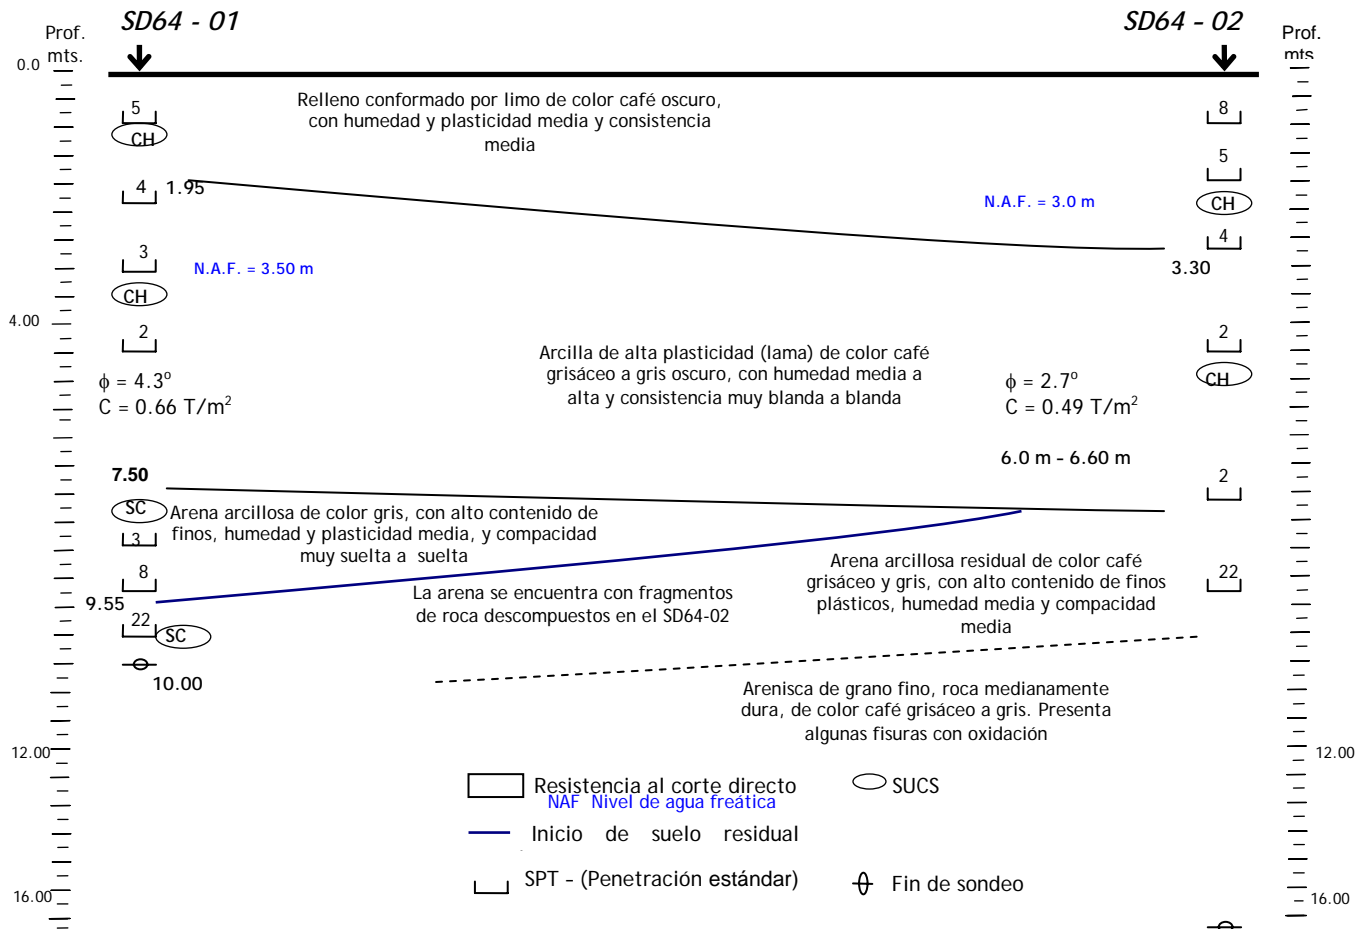 SD64 - 01
SD64 - 02
Prof.
mts.
Prof.
mts
0.0
5
CH
Relleno conformado por limo de color café oscuro,
con humedad y plasticidad media y consistencia
media
8
5
4
1.95
N.A.F. = 3.0 m
CH
4
3
N.A.F. = 3.50 m
3.30
CH
4.00
2
2
Arcilla de alta plasticidad (lama) de color café
grisáceo a gris oscuro, con humedad media a
alta y consistencia muy blanda a blanda
ϕ = 4.3°
C = 0.66 T/m²
ϕ = 2.7°
C = 0.49 T/m²
CH
6.0 m - 6.60 m
7.50
2
SC
Arena arcillosa de color gris, con alto contenido de
finos, humedad y plasticidad media, y compacidad
muy suelta a suelta
3
8
Arena arcillosa residual de color café
grisáceo y gris, con alto contenido de finos
plásticos, humedad media y compacidad
media
22
La arena se encuentra con fragmentos
de roca descompuestos en el SD64-02
9.55
22
SC
10.00
Arenisca de grano fino, roca medianamente
dura, de color café grisáceo a gris. Presenta
algunas fisuras con oxidación
12.00
12.00
Resistencia al corte directo
SUCS
NAF Nivel de agua freática
Inicio de suelo residual
SPT - (Penetración estándar)
Fin de sondeo
16.00
16.00